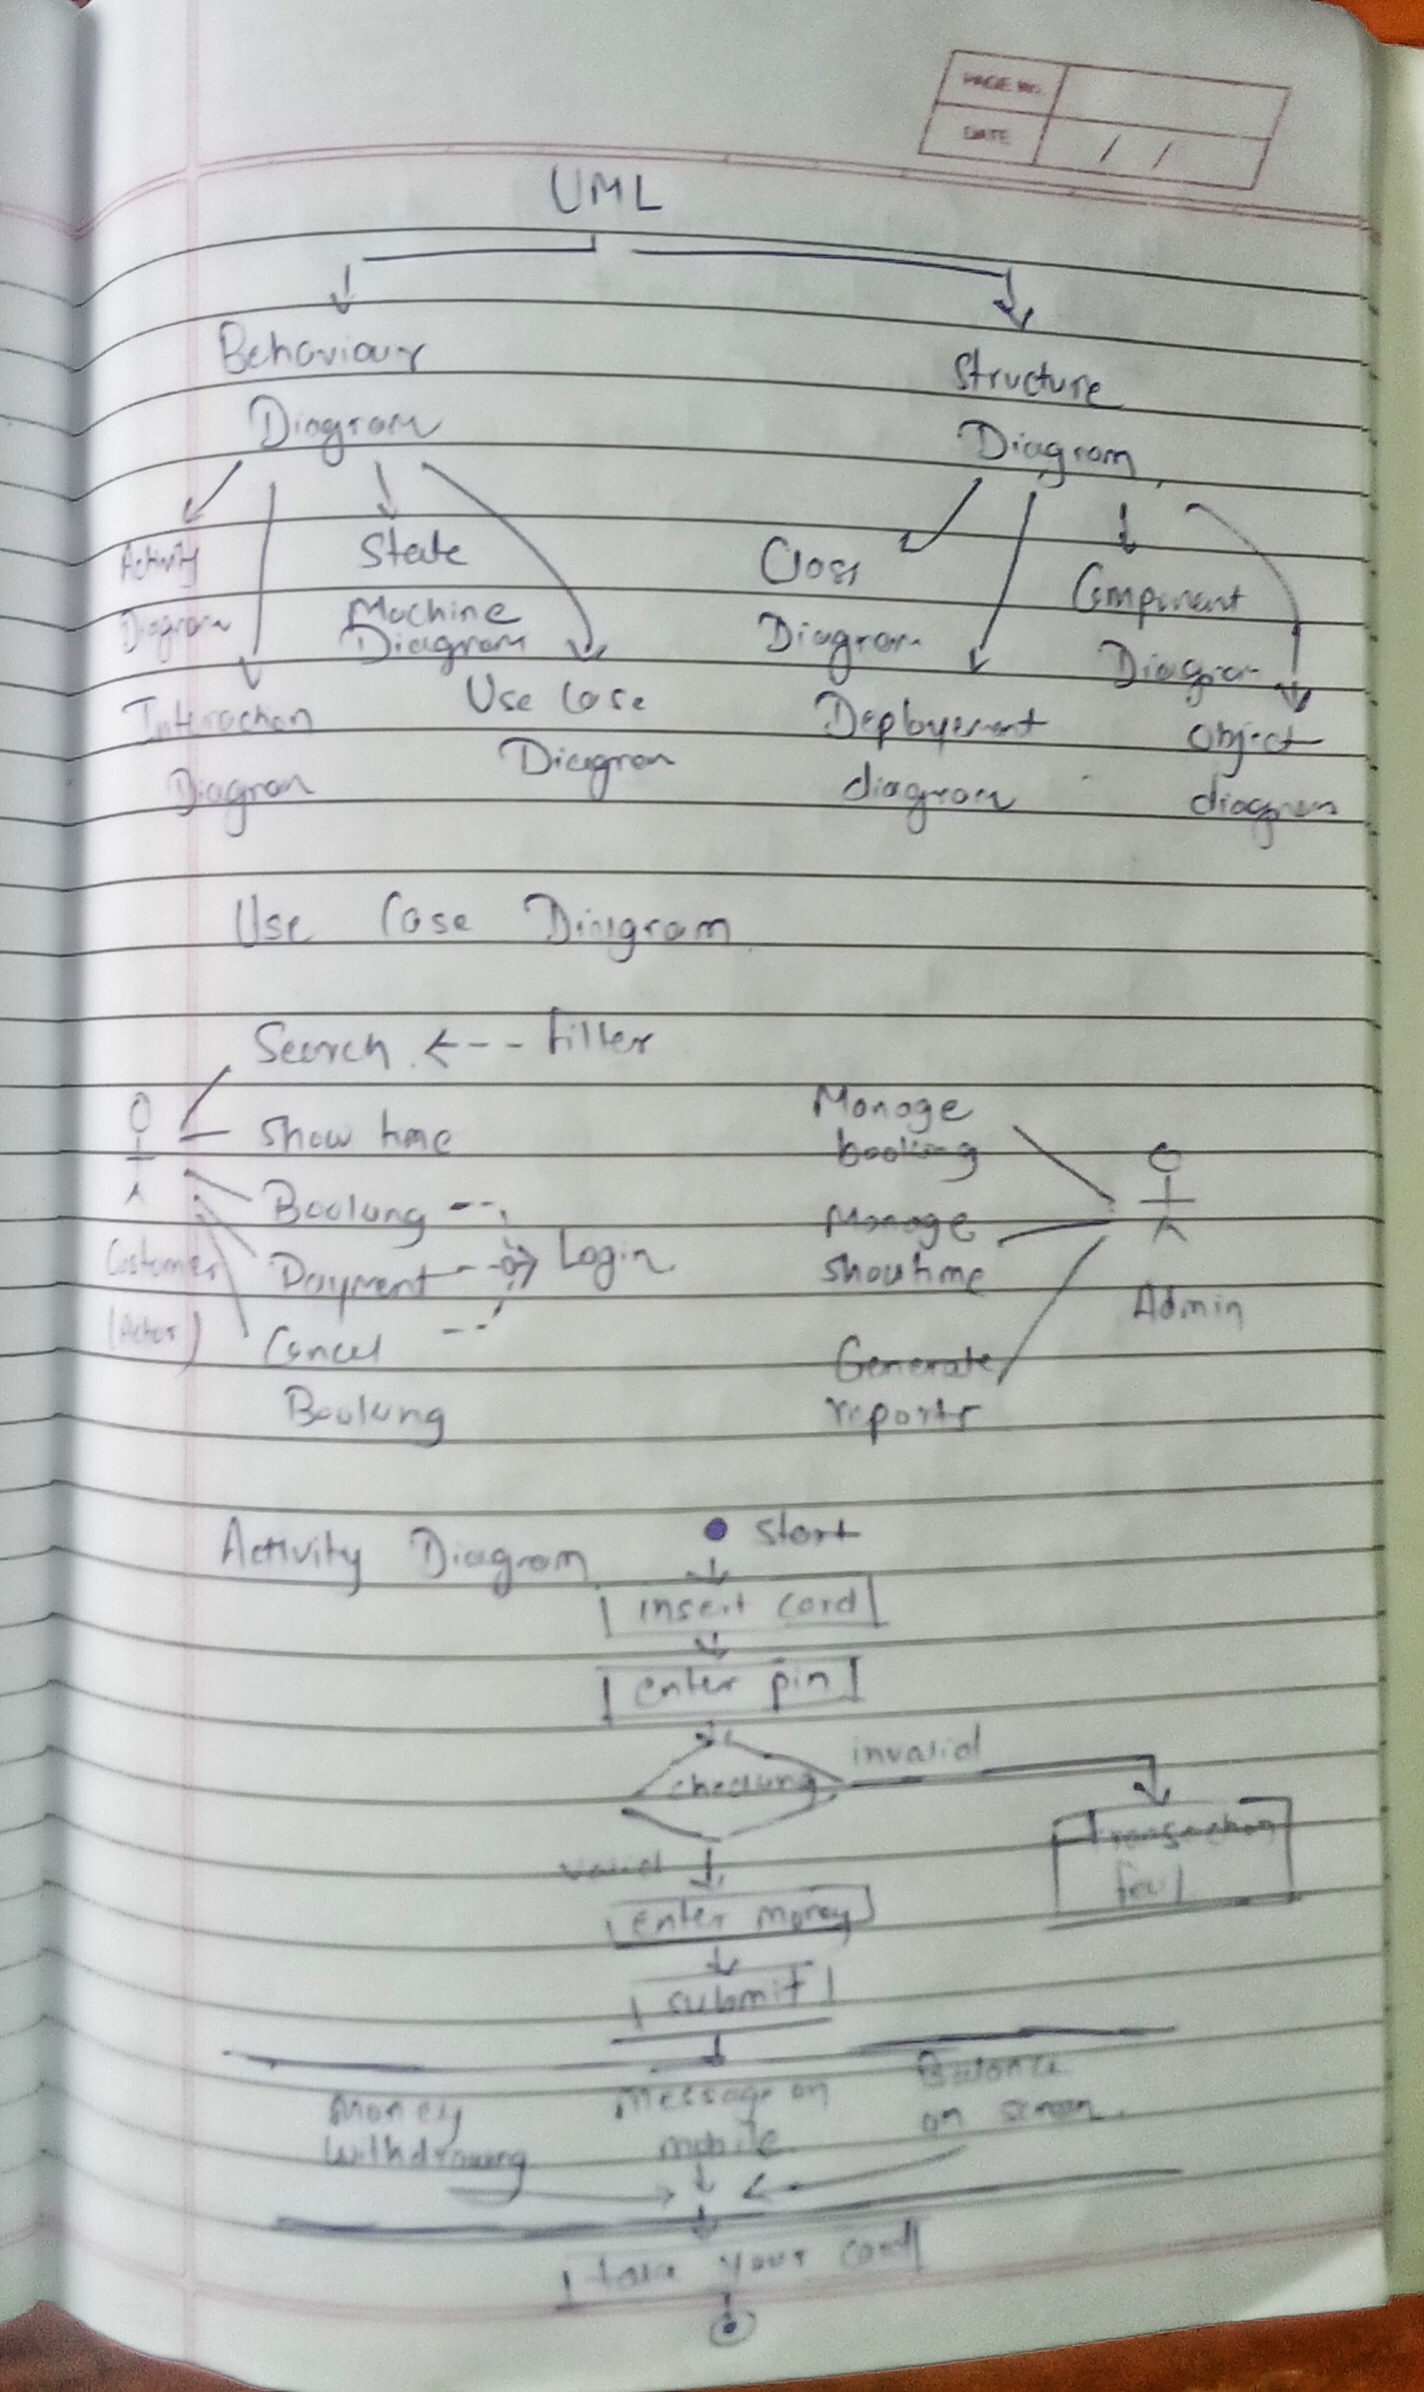 PAGE No.
DATE / /
UML
Behaviour
Diagram
Structure
Diagram
Activity
Diagram
State
Machine
Diagram
Class
Diagram
Component
Diagram
Interaction
Diagram
Use Case
Diagram
Deployement
diagram
object
diagram
Use Case Diagram
Search <--- filter
Show time
Booking
Payment
Login
Cancel
Booking
Customer
(Actor)
Manage
booking
Manage
showtime
Generate
reports
Admin
Activity Diagram
Start
insert card
enter pin
checking
invalid
Transaction
fail
valid
enter money
submit
Money
withdrawing
Message on
mobile
Balance
on screen.
take your card